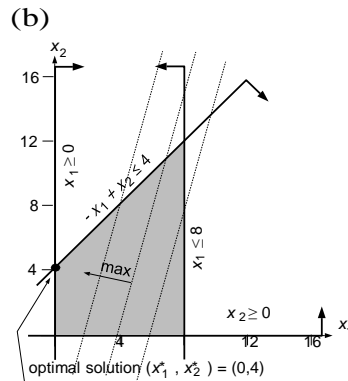 (b)
x₂
16
12
8
4
x₁ ≥ 0
- x₁ + x₂ ≤ 4
x₁ ≤ 8
max
x₂ ≥ 0
4
12
16
x
optimal solution (x₁*, x₂*) = (0,4)